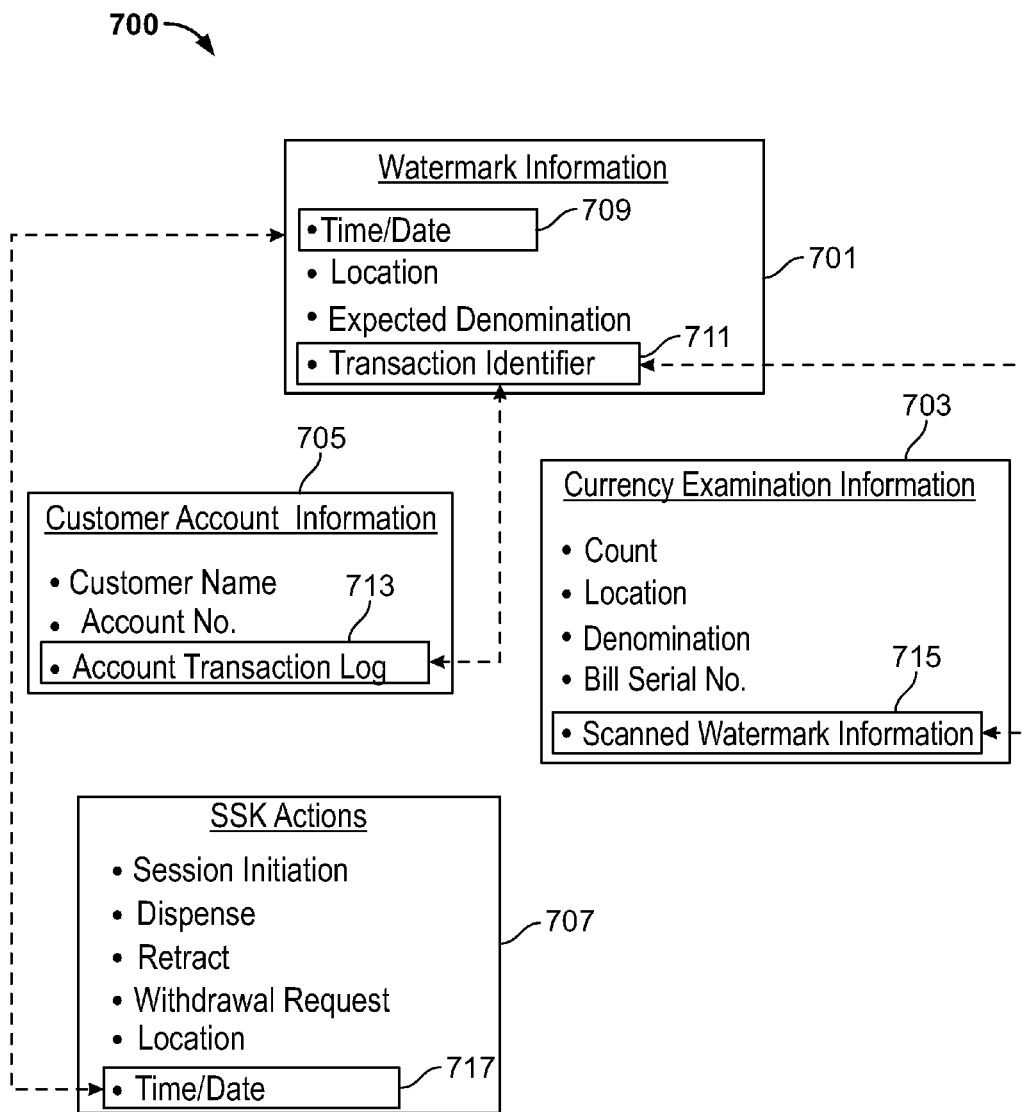 700
Watermark Information
• Time/Date
709
• Location
701
• Expected Denomination
711
• Transaction Identifier
705
Customer Account Information
• Customer Name
713
• Account No.
• Account Transaction Log
703
Currency Examination Information
• Count
• Location
• Denomination
715
• Bill Serial No.
• Scanned Watermark Information
SSK Actions
• Session Initiation
• Dispense
707
• Retract
• Withdrawal Request
• Location
• Time/Date
717